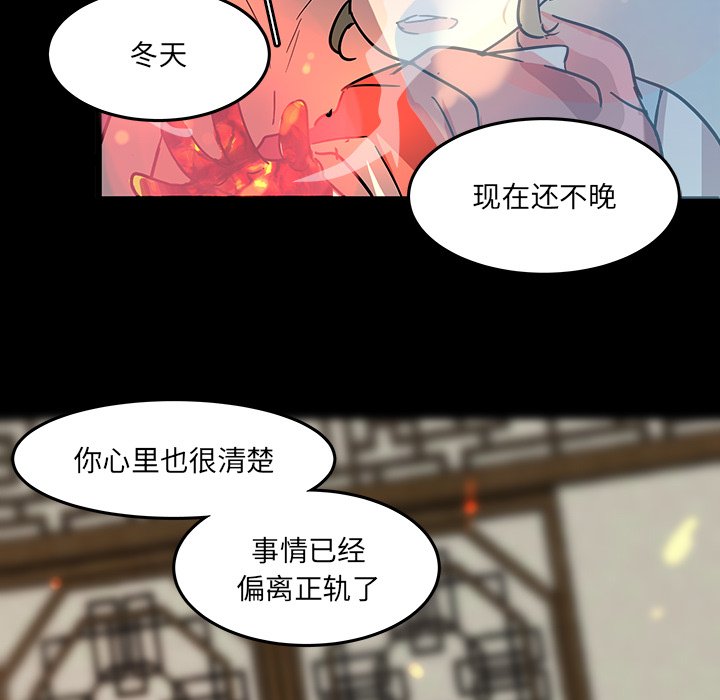 冬天
现在还不晚
你心里也很清楚
事情已经
偏离正轨了